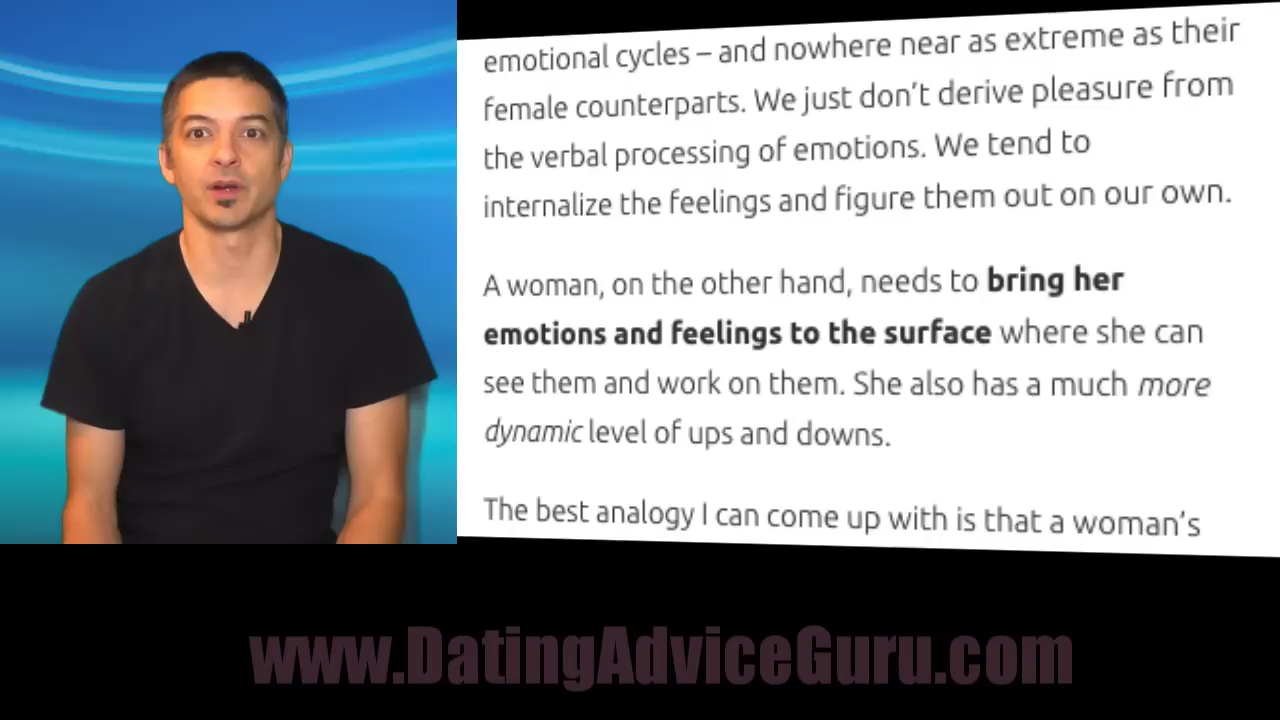 emotional cycles – and nowhere near as extreme as their
female counterparts. We just don't derive pleasure from
the verbal processing of emotions. We tend to
internalize the feelings and figure them out on our own.
A woman, on the other hand, needs to bring her
emotions and feelings to the surface where she can
see them and work on them. She also has a much more
dynamic level of ups and downs.
The best analogy I can come up with is that a woman's
www.DatingAdviceGuru.com